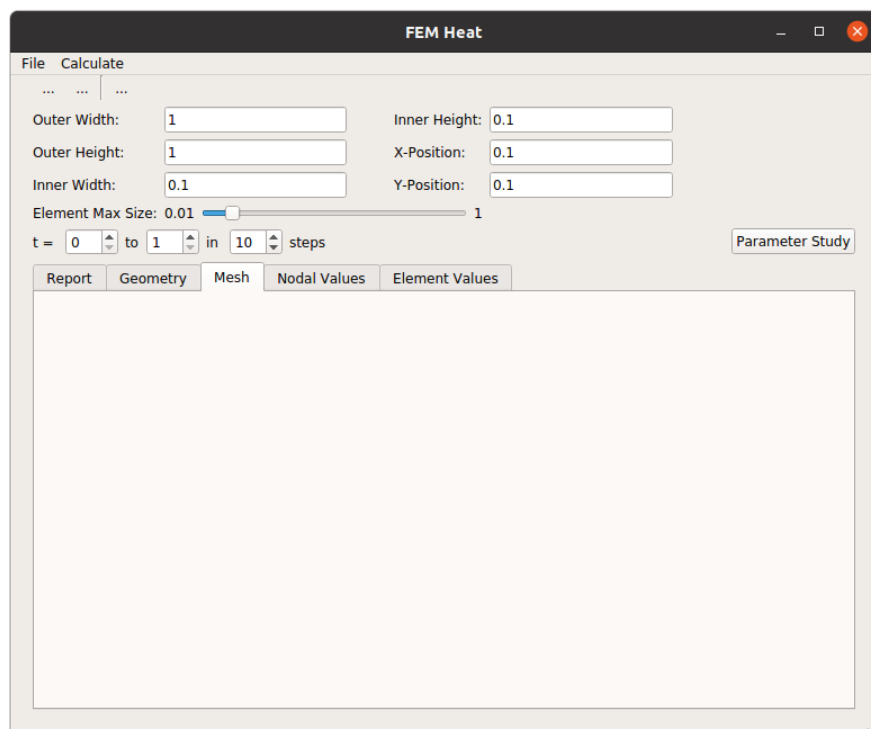 FEM Heat
File Calculate
... ... ...
Outer Width: 1 Inner Height: 0.1
Outer Height: 1 X-Position: 0.1
Inner Width: 0.1 Y-Position: 0.1
Element Max Size: 0.01 1
t = 0 to 1 in 10 steps Parameter Study
Report Geometry Mesh Nodal Values Element Values